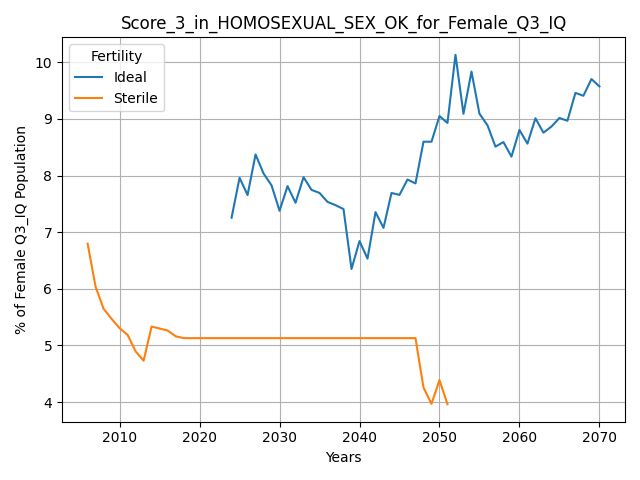 Score_3_in_HOMOSEXUAL_SEX_OK_for_Female_Q3_IQ
Fertility
Ideal
Sterile
% of Female Q3_IQ Population
10
9
8
7
6
5
4
2010 2020 2030 2040 2050 2060 2070
Years